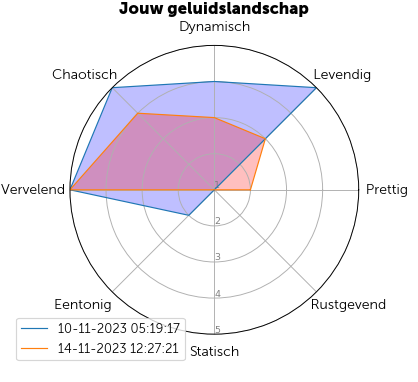 Jouw geluidslandschap
Dynamisch
Chaotisch
Levendig
Vervelend
Prettig
1
2
3
4
5
Eentonig
Rustgevend
Statisch
10-11-2023 05:19:17
14-11-2023 12:27:21